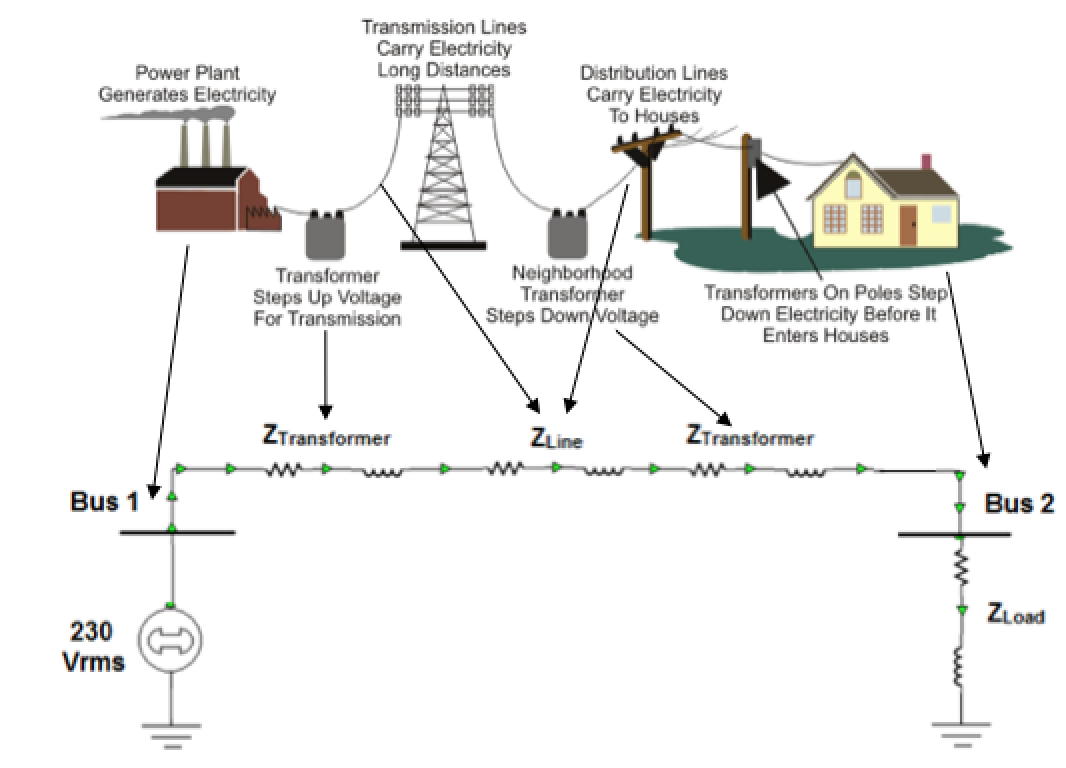 Transmission Lines
Carry Electricity
Long Distances
Power Plant
Generates Electricity
Distribution Lines
Carry Electricity
To Houses
Transformer
Steps Up Voltage
For Transmission
Neighborhood
Transformer
Steps Down Voltage
Transformers On Poles Step
Down Electricity Before It
Enters Houses
ZTransformer
ZLine
ZTransformer
Bus 1
Bus 2
230
Vrms
ZLoad